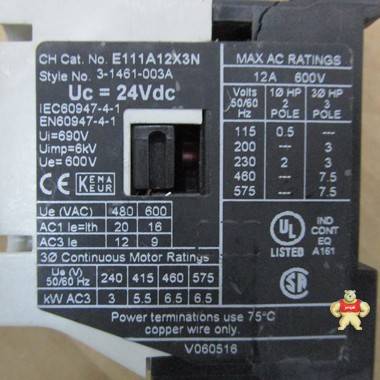 CH Cat. No. E111A12X3N
Style No. 3-1461-003A
Uc = 24Vdc
IEC60947-4-1
EN60947-4-1
Ui=690V
Uimp=6kV
Ue=600V
CE KEMA KEUR
Ue (VAC) 480 600
AC1 Ie=Ith 20 16
AC3 Ie 12 9
3Ø Continuous Motor Ratings
Ue (V) 50/60 Hz 240 415 460 575
kW AC3 3 5.5 6.5 6.5
MAX AC RATINGS
12A 600V
Volts 50/60 Hz 1Ø HP 2 POLE 3Ø HP 3 POLE
115 0.5 ---
200 --- 3
230 2 3
460 --- 7.5
575 --- 7.5
UL LISTED
IND CONT EQ A161
Power terminations use 75°C
copper wire only.
V060516